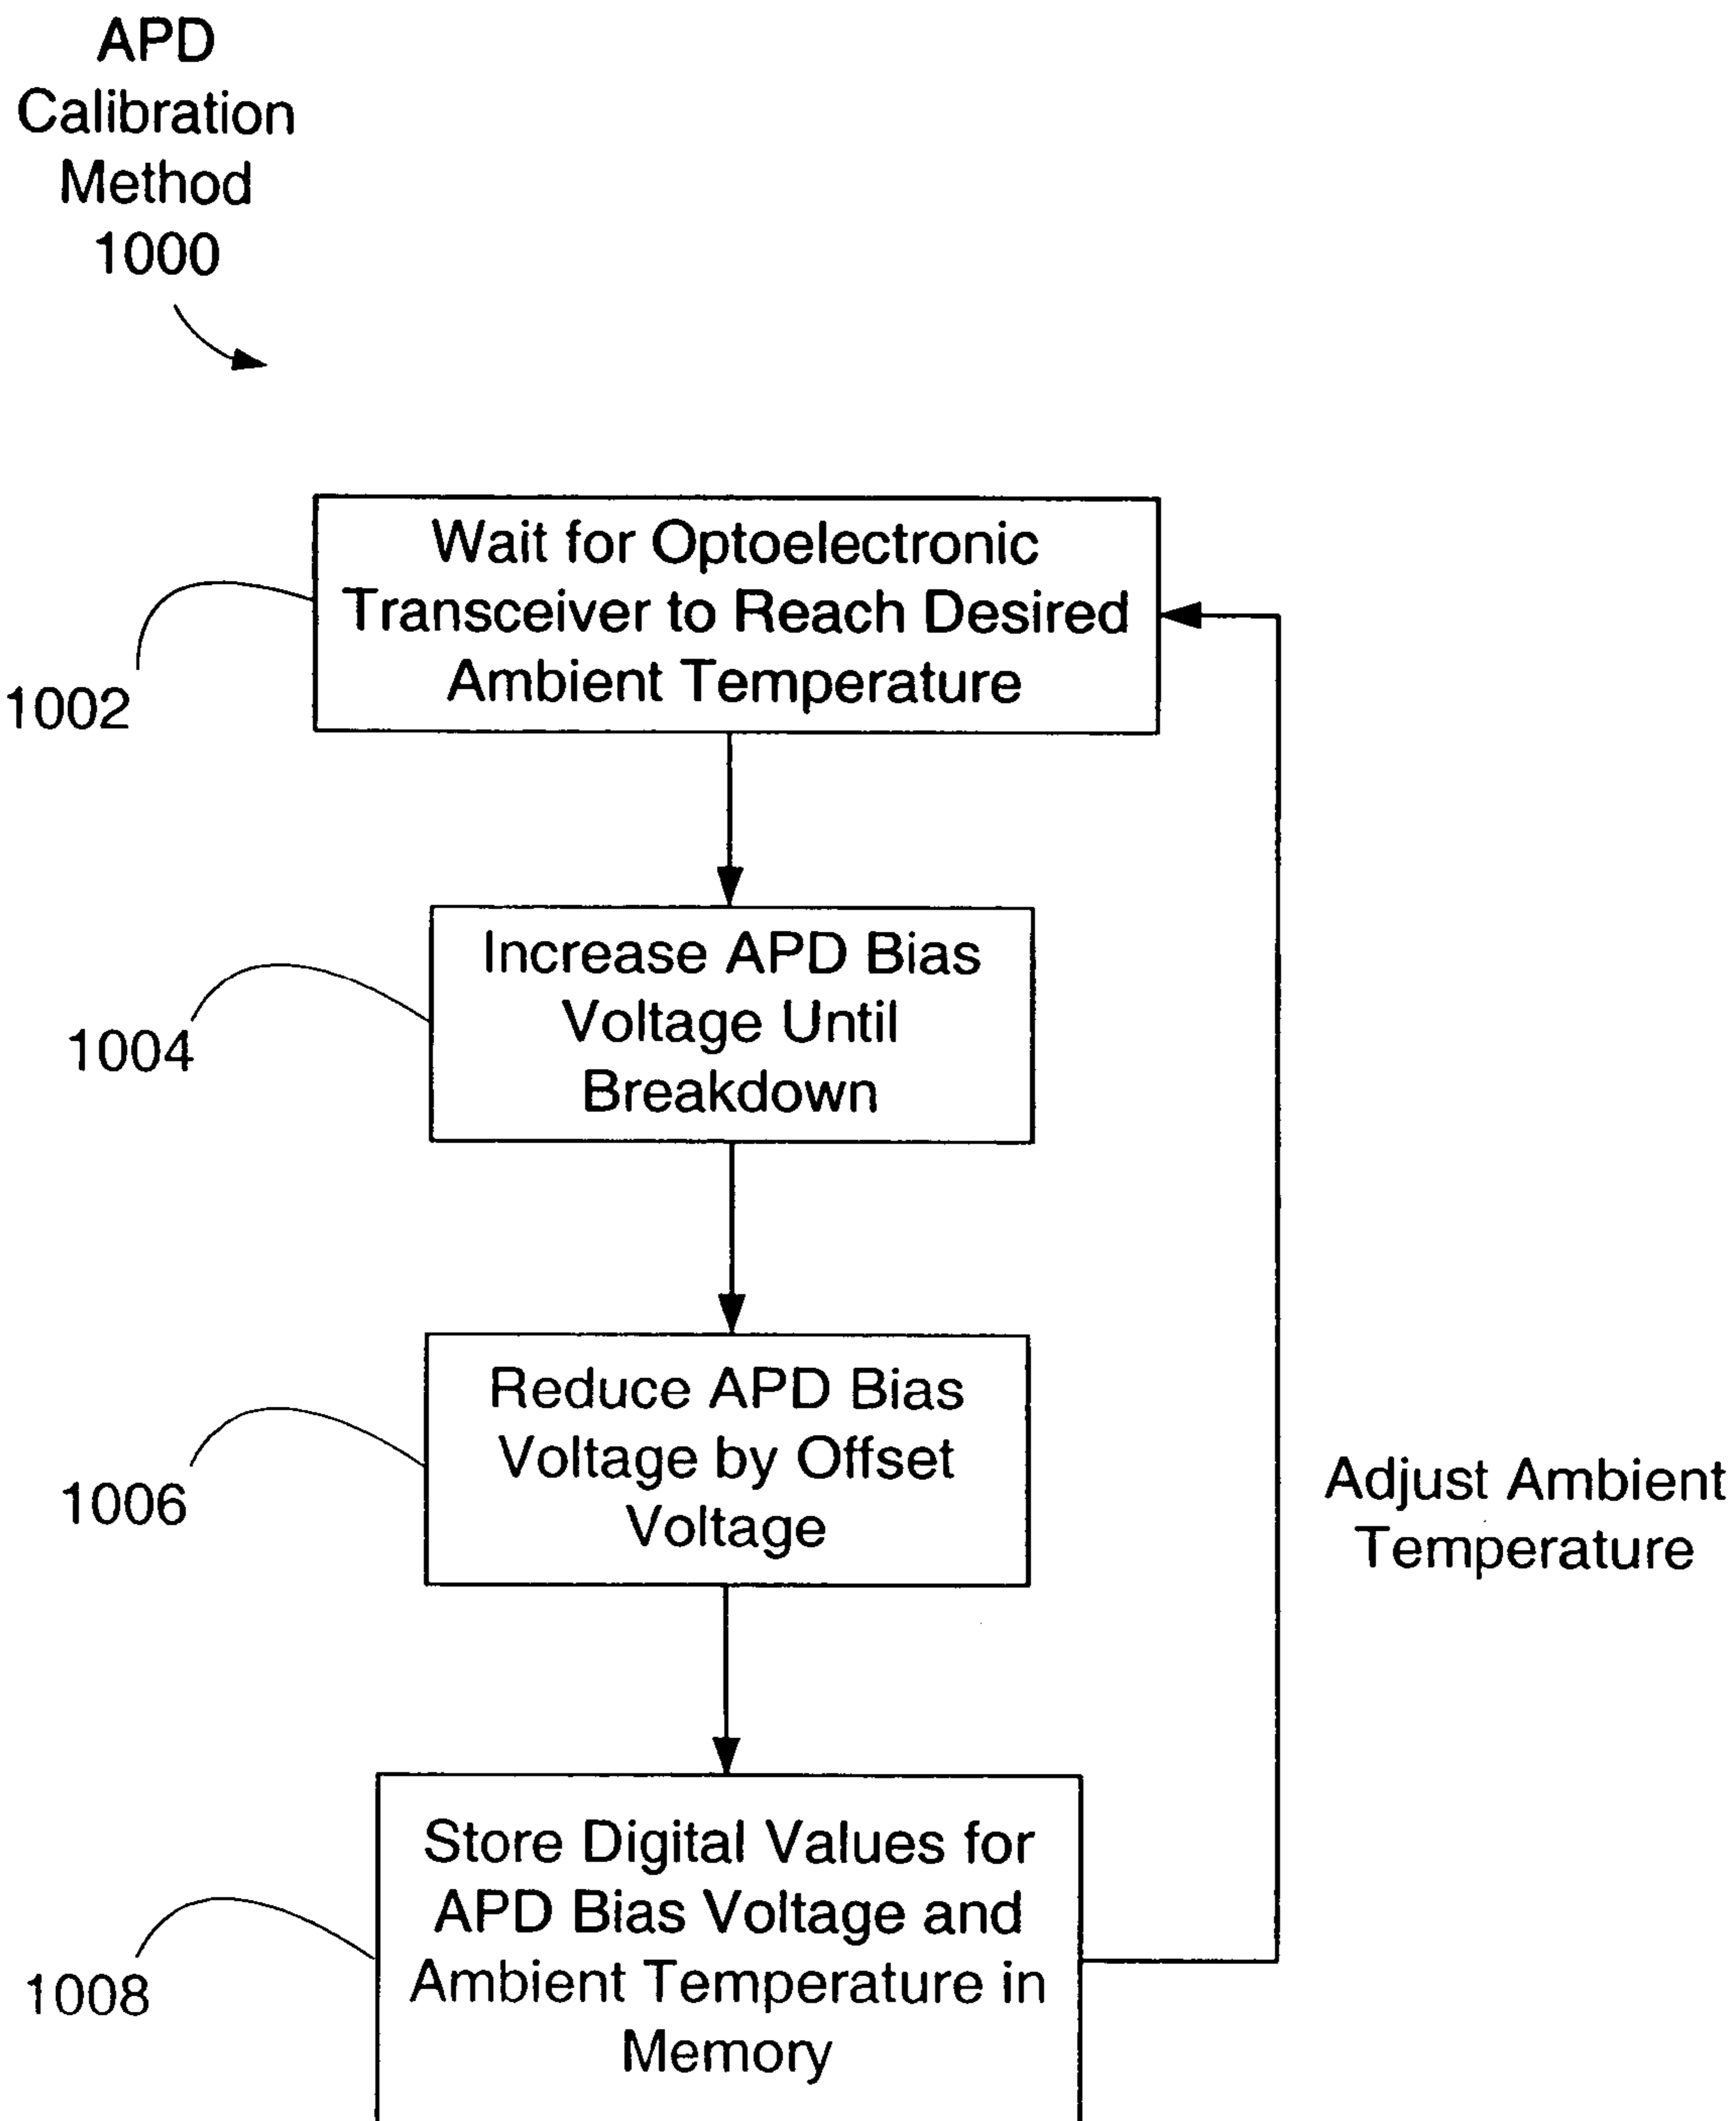 APD
Calibration
Method
1000
Wait for Optoelectronic
Transceiver to Reach Desired
Ambient Temperature
1002
Increase APD Bias
Voltage Until
Breakdown
1004
Reduce APD Bias
Voltage by Offset
Voltage
1006
Adjust Ambient
Temperature
Store Digital Values for
APD Bias Voltage and
Ambient Temperature in
Memory
1008